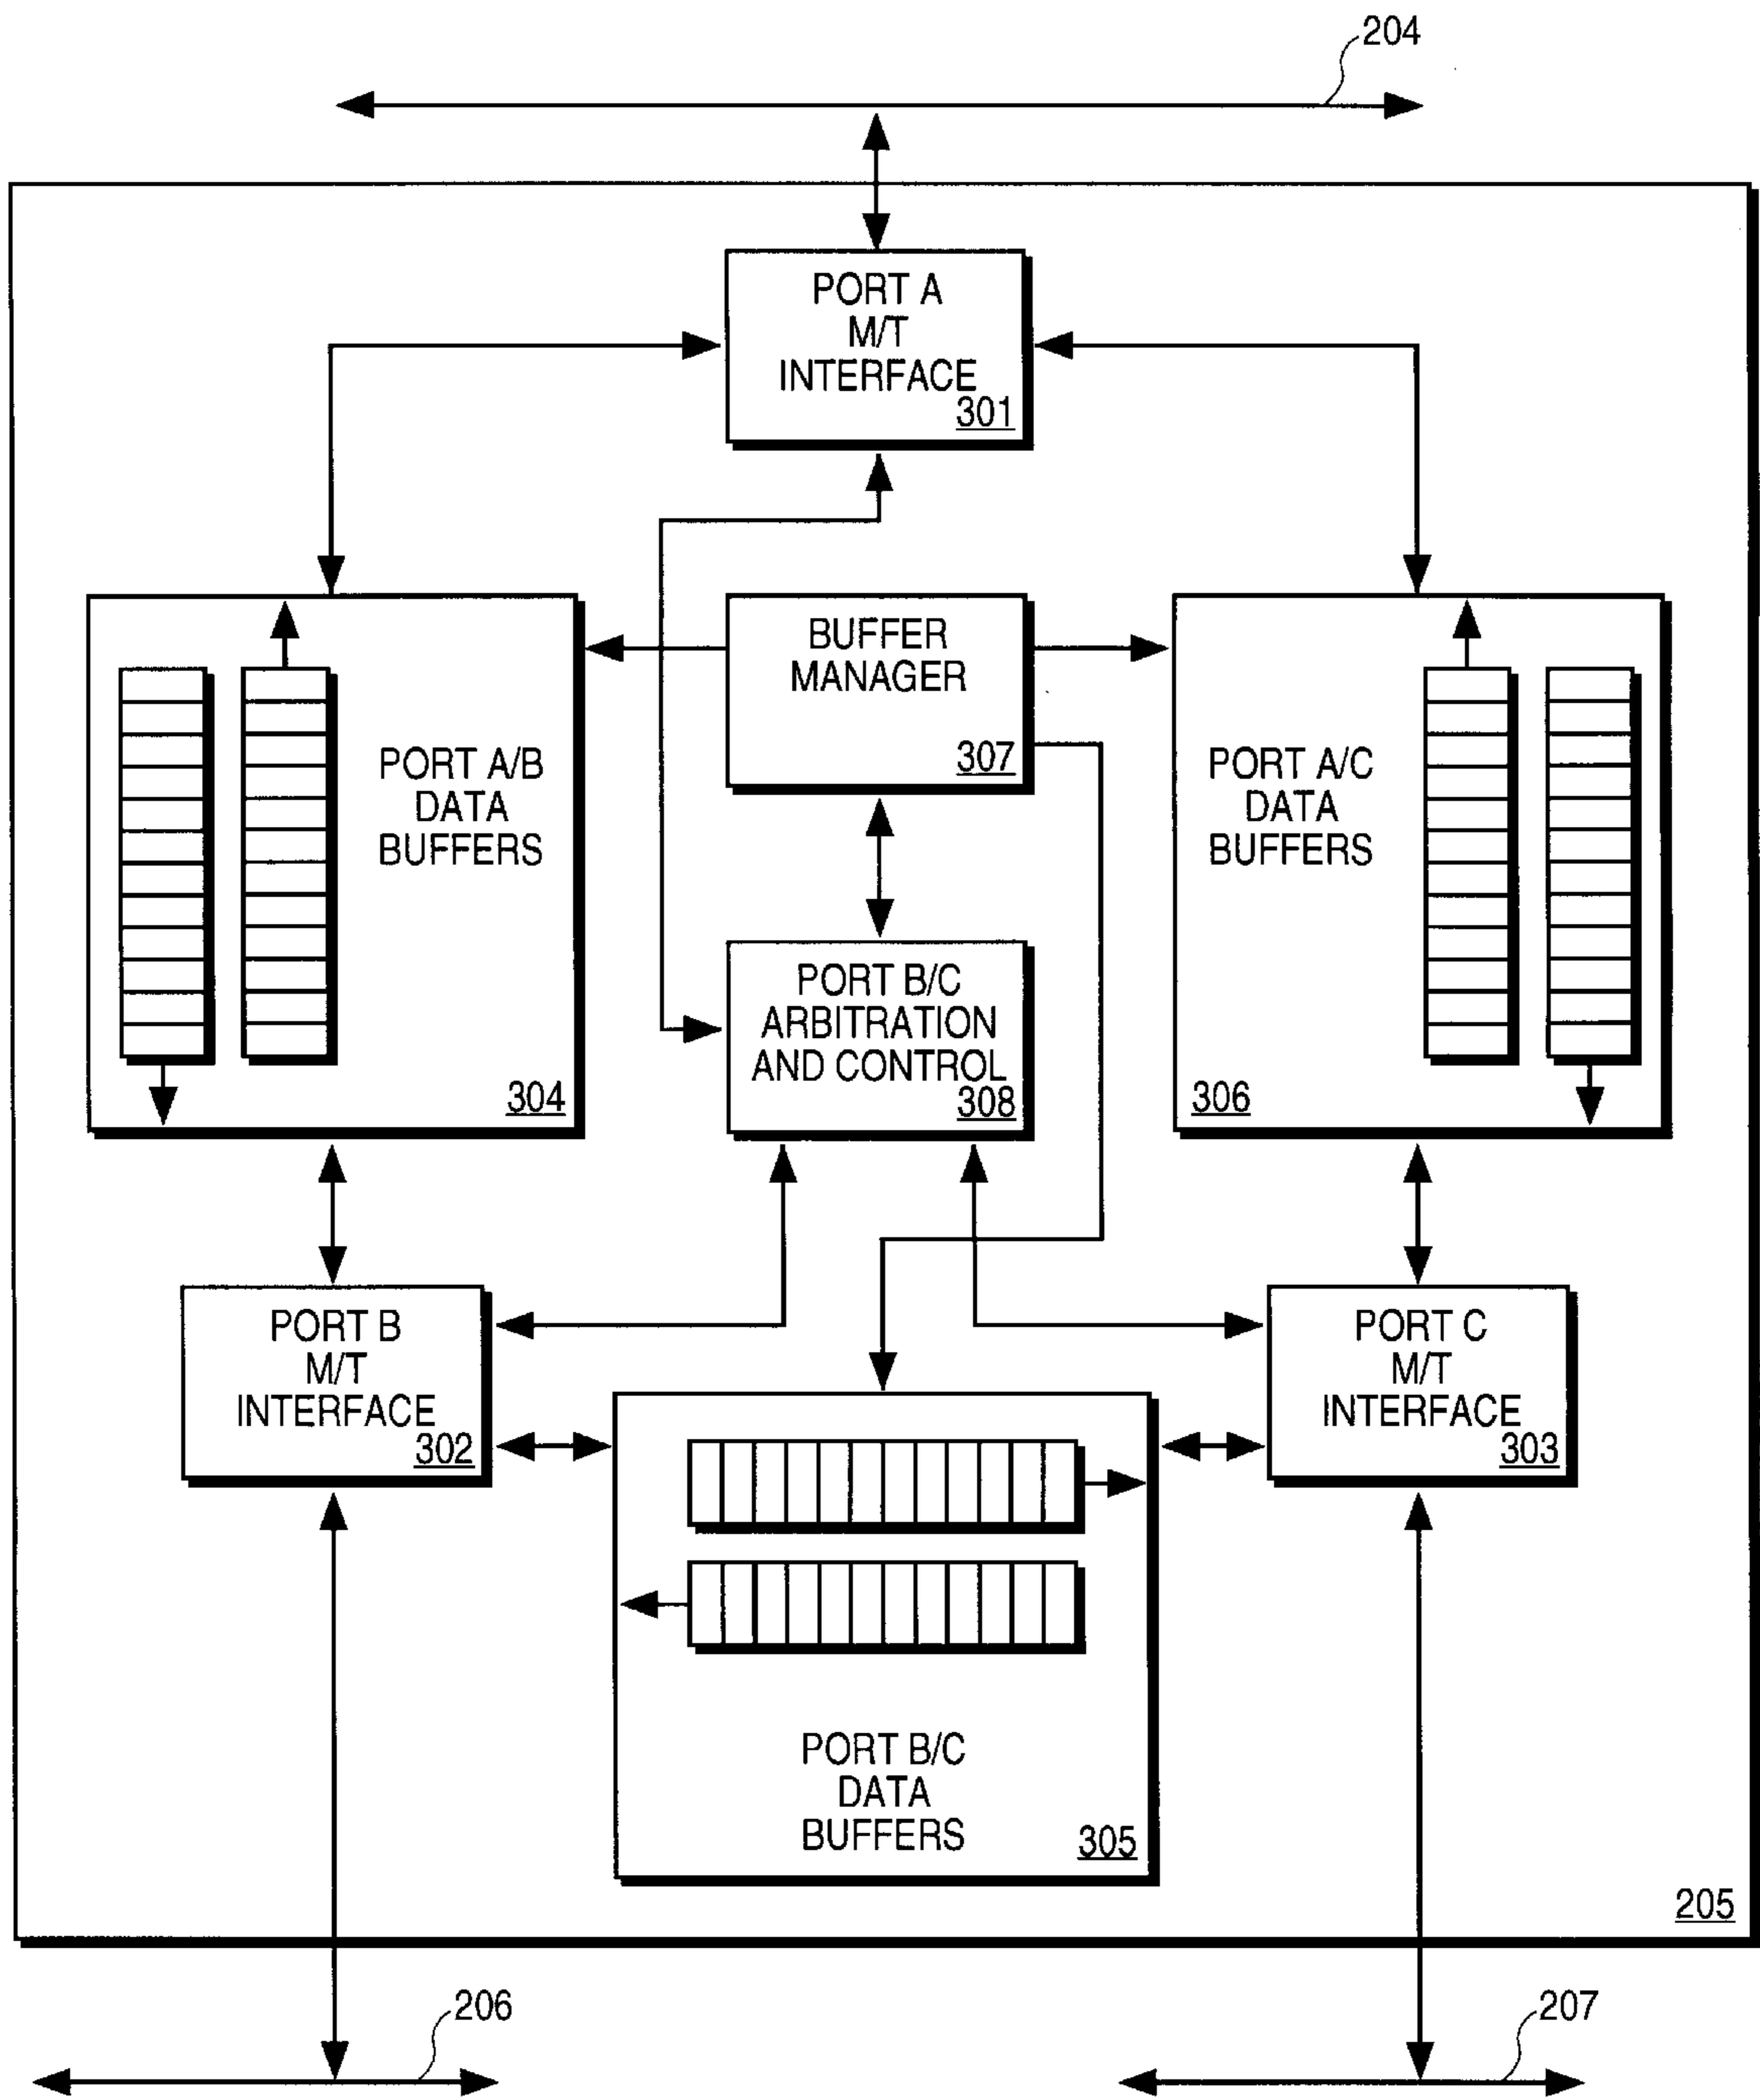 204
PORT A
M/T
INTERFACE
301
BUFFER
MANAGER
307
PORT A/B
DATA
BUFFERS
304
PORT A/C
DATA
BUFFERS
306
PORT B/C
ARBITRATION
AND CONTROL
308
PORT B
M/T
INTERFACE
302
PORT C
M/T
INTERFACE
303
PORT B/C
DATA
BUFFERS
305
205
206
207